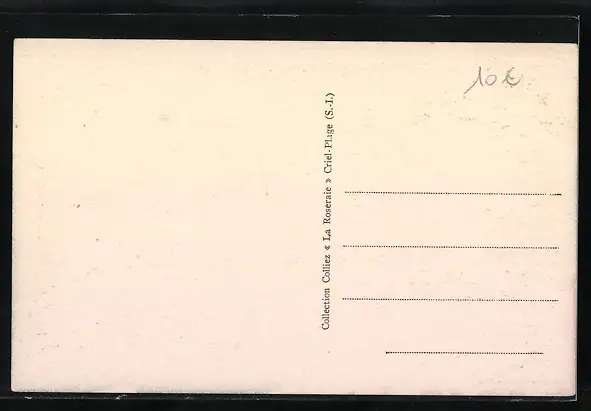 10€
Collection Colliez « La Roseraie » Criel-Plage (S.-I.)